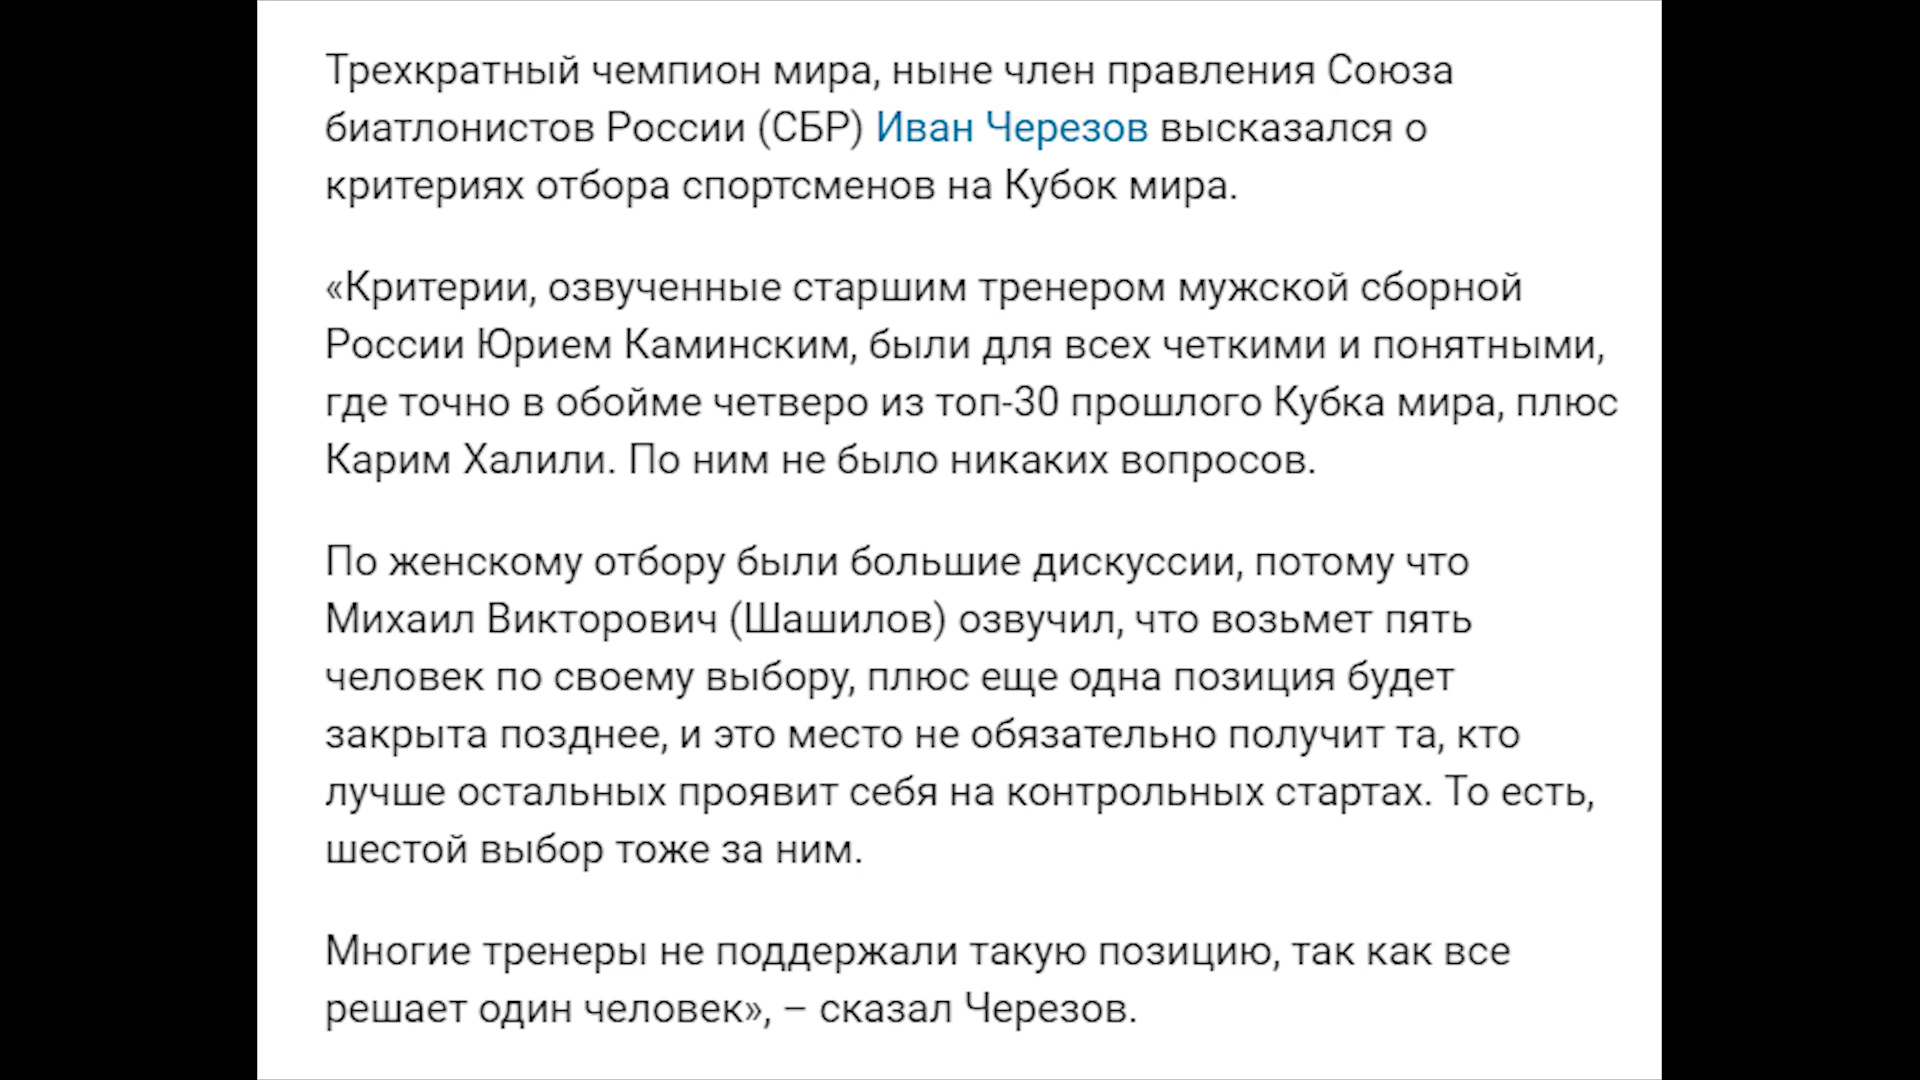 Трехкратный чемпион мира, ныне член правления Союза
биатлонистов России (СБР) Иван Черезов высказался о
критериях отбора спортсменов на Кубок мира.
«Критерии, озвученные старшим тренером мужской сборной
России Юрием Каминским, были для всех четкими и понятными,
где точно в обойме четверо из топ-30 прошлого Кубка мира, плюс
Карим Халили. По ним не было никаких вопросов.
По женскому отбору были большие дискуссии, потому что
Михаил Викторович (Шашилов) озвучил, что возьмет пять
человек по своему выбору, плюс еще одна позиция будет
закрыта позднее, и это место не обязательно получит та, кто
лучше остальных проявит себя на контрольных стартах. То есть,
шестой выбор тоже за ним.
Многие тренеры не поддержали такую позицию, так как все
решает один человек», – сказал Черезов.